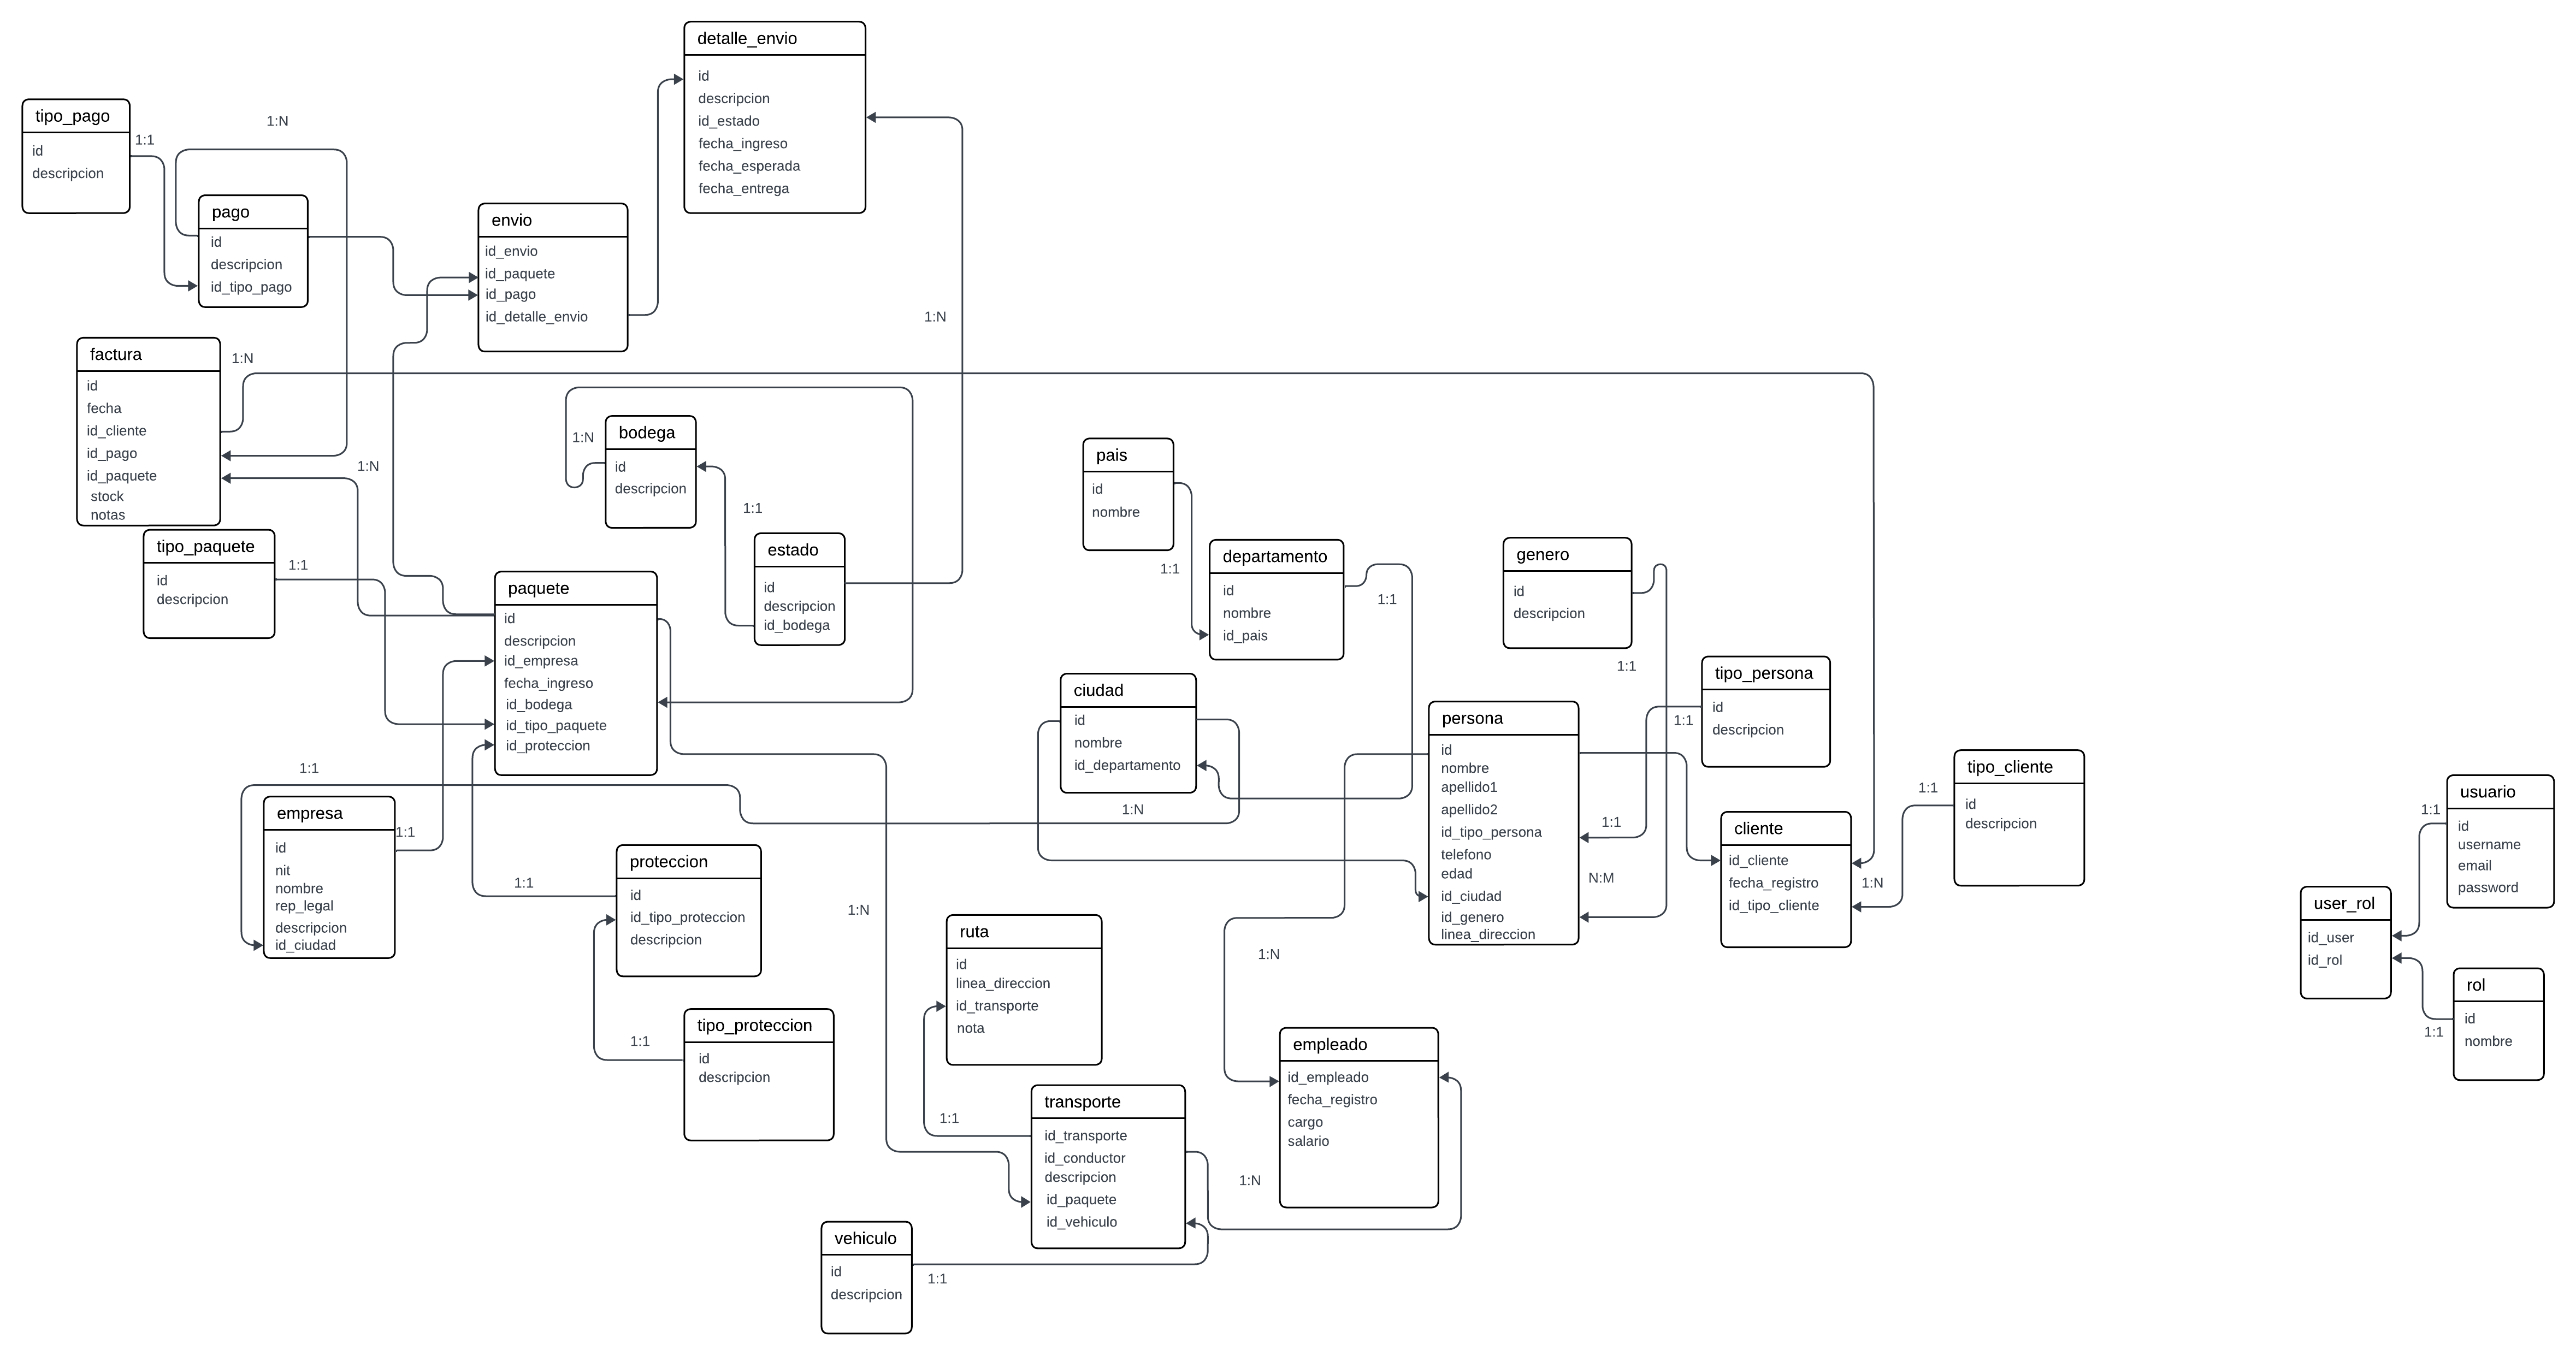 detalle_envio
id
descripcion
id_estado
fecha_ingreso
fecha_esperada
fecha_entrega
tipo_pago
id
descripcion
1:1
1:N
pago
id
descripcion
id_tipo_pago
envio
id_envio
id_paquete
id_pago
id_detalle_envio
1:N
factura
id
fecha
id_cliente
id_pago
id_paquete
stock
notas
1:N
1:N
bodega
id
descripcion
1:N
1:1
estado
id
descripcion
id_bodega
tipo_paquete
id
descripcion
1:1
paquete
id
descripcion
id_empresa
fecha_ingreso
id_bodega
id_tipo_paquete
id_proteccion
pais
id
nombre
1:1
departamento
id
nombre
id_pais
1:1
genero
id
descripcion
1:1
tipo_persona
id
descripcion
1:1
ciudad
id
nombre
id_departamento
1:N
persona
id
nombre
apellido1
apellido2
id_tipo_persona
telefono
edad
id_ciudad
id_genero
linea_direccion
1:1
N:M
cliente
id_cliente
fecha_registro
id_tipo_cliente
1:N
1:1
tipo_cliente
id
descripcion
usuario
id
username
email
password
1:1
user_rol
id_user
id_rol
rol
id
nombre
1:1
1:1
empresa
id
nit
nombre
rep_legal
descripcion
id_ciudad
1:1
1:1
proteccion
id
id_tipo_proteccion
descripcion
1:N
tipo_proteccion
id
descripcion
1:1
ruta
id
linea_direccion
id_transporte
nota
1:1
1:N
empleado
id_empleado
fecha_registro
cargo
salario
transporte
id_transporte
id_conductor
descripcion
id_paquete
id_vehiculo
1:N
vehiculo
id
descripcion
1:1